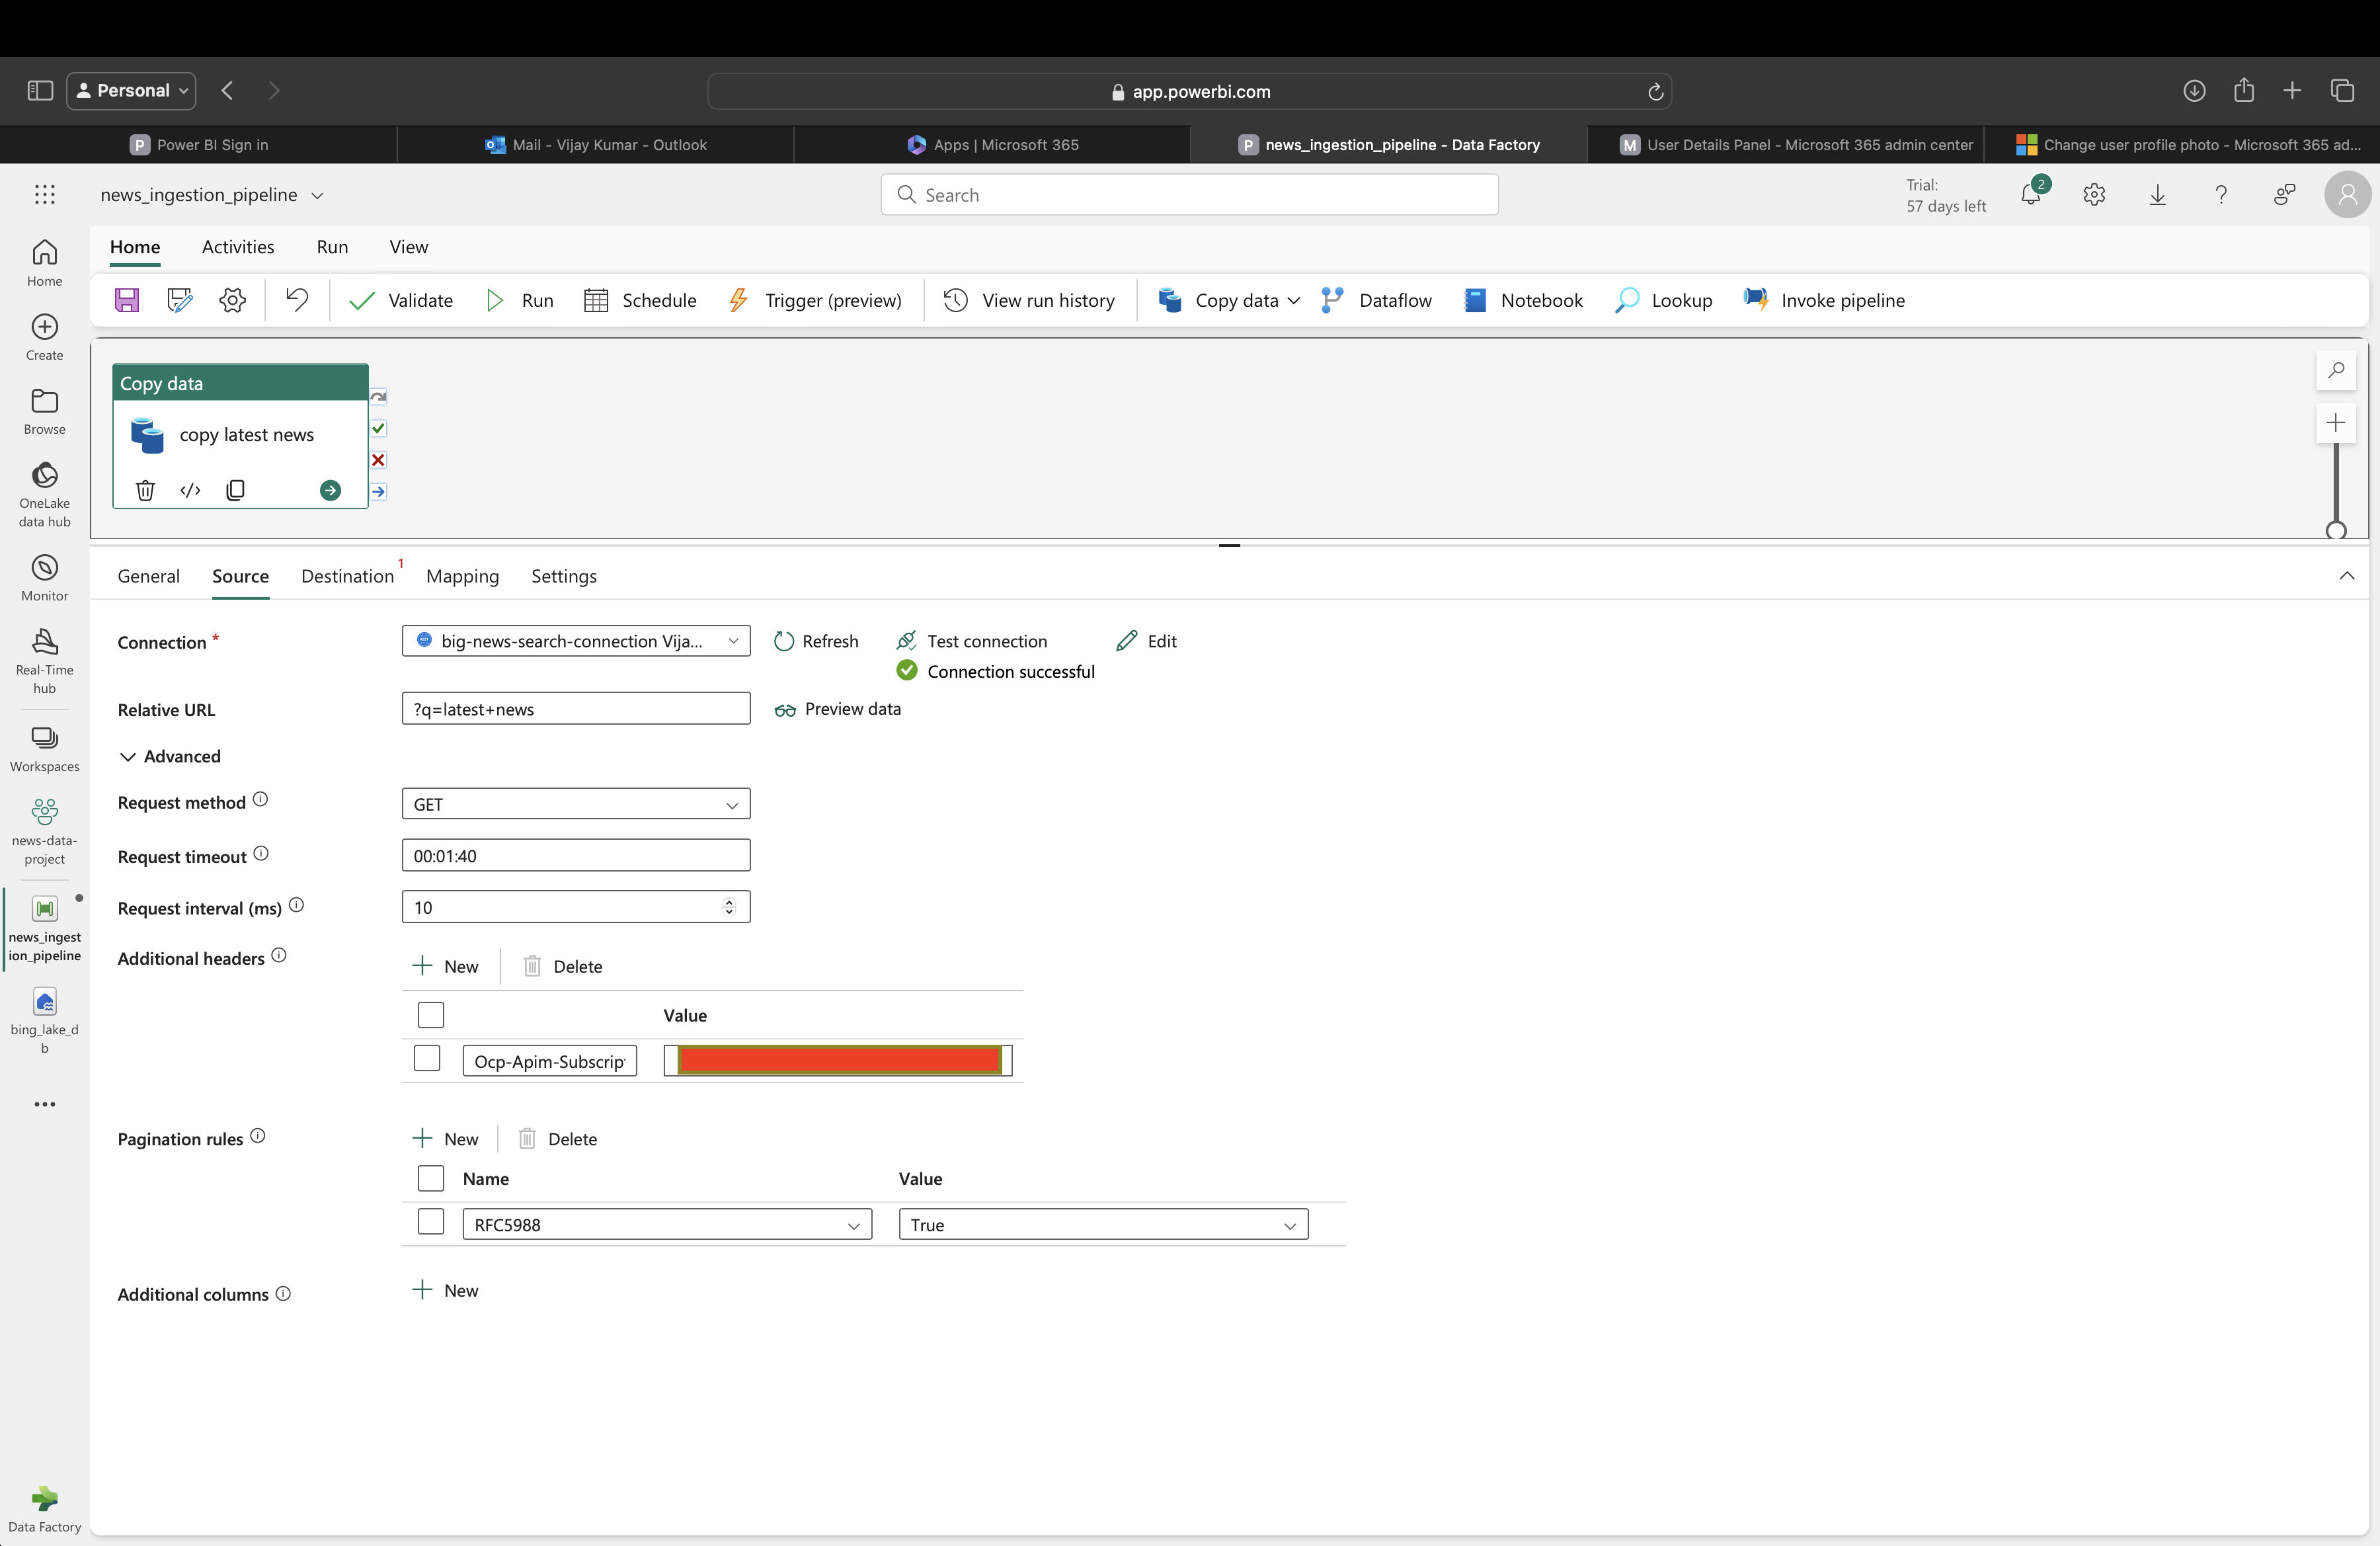 Personal
app.powerbi.com
Power BI Sign in
Mail - Vijay Kumar - Outlook
Apps | Microsoft 365
news_ingestion_pipeline - Data Factory
User Details Panel - Microsoft 365 admin center
Change user profile photo - Microsoft 365 ad...
news_ingestion_pipeline
Search
Trial:
57 days left
2
Home
Activities
Run
View
Validate
Run
Schedule
Trigger (preview)
View run history
Copy data
Dataflow
Notebook
Lookup
Invoke pipeline
Home
Create
Browse
OneLake
data hub
Monitor
Real-Time
hub
Workspaces
news-data-
project
news_ingest
ion_pipeline
bing_lake_d
b
Data Factory
Copy data
copy latest news
General
Source
Destination 1
Mapping
Settings
Connection *
big-news-search-connection Vija...
Refresh
Test connection
Edit
Connection successful
Relative URL
?q=latest+news
Preview data
Advanced
Request method
GET
Request timeout
00:01:40
Request interval (ms)
10
Additional headers
New
Delete
Value
Ocp-Apim-Subscrip
Pagination rules
New
Delete
Name
Value
RFC5988
True
Additional columns
New